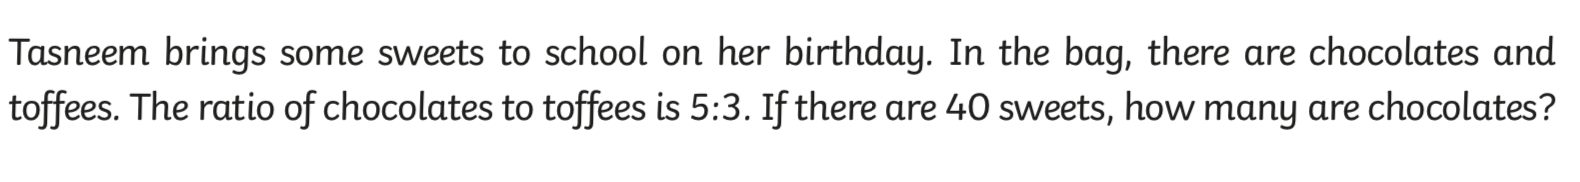 Tasneem brings some sweets to school on her birthday. In the bag, there are chocolates and
toffees. The ratio of chocolates to toffees is 5:3. If there are 40 sweets, how many are chocolates?